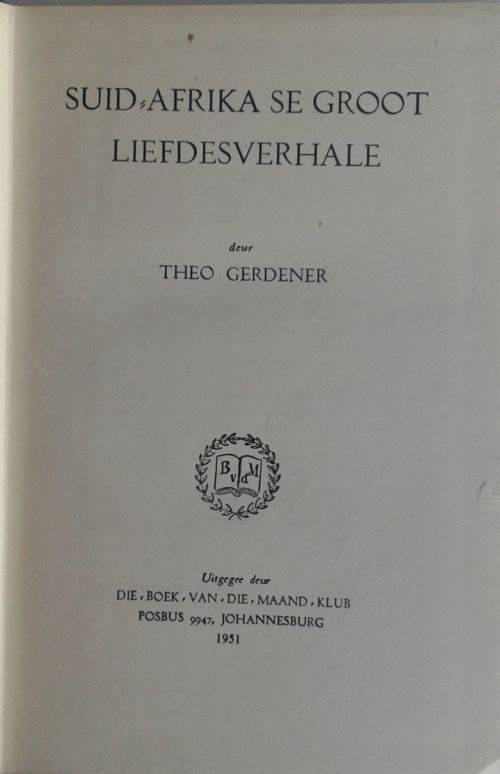 SUID-AFRIKA SE GROOT
LIEFDESVERHALE
deur
THEO GERDENER
B v d M
Uitgegee deur
DIE-BOEK-VAN-DIE-MAAND-KLUB
POSBUS 9947, JOHANNESBURG
1951